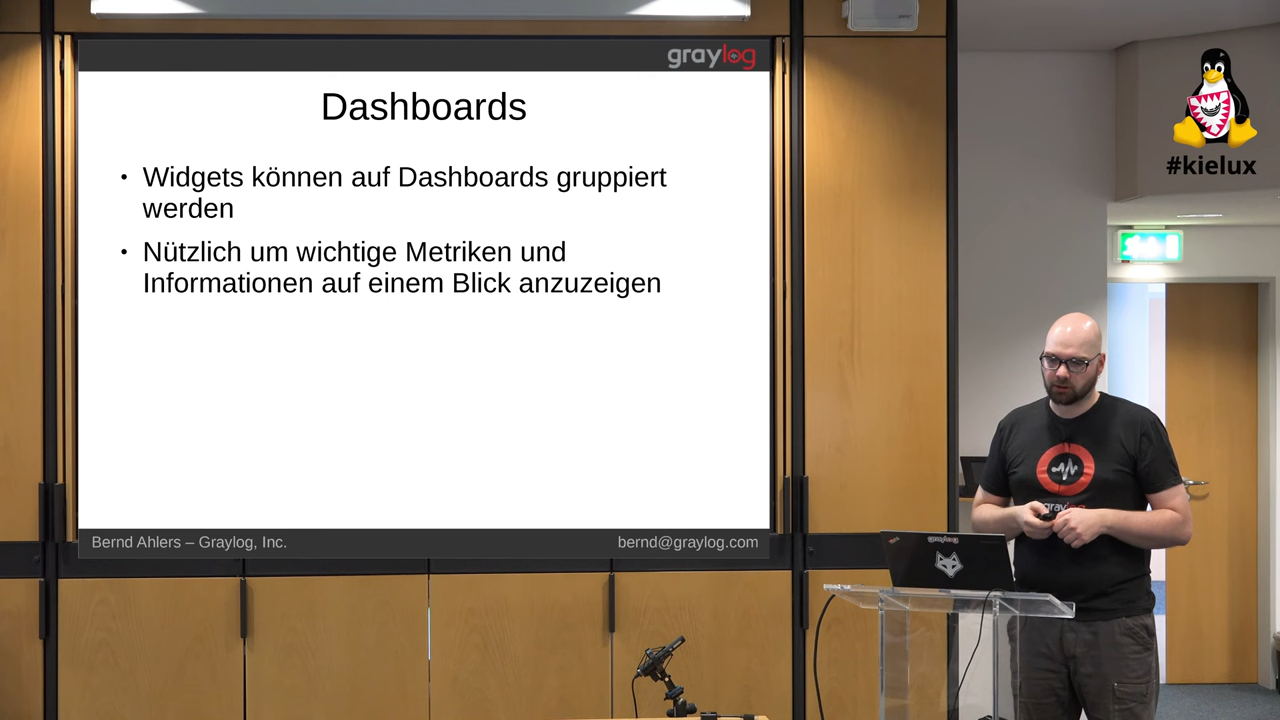 graylog
Dashboards
• Widgets können auf Dashboards gruppiert
werden
• Nützlich um wichtige Metriken und
Informationen auf einem Blick anzuzeigen
Bernd Ahlers – Graylog, Inc.
bernd@graylog.com
#kielux
graylog